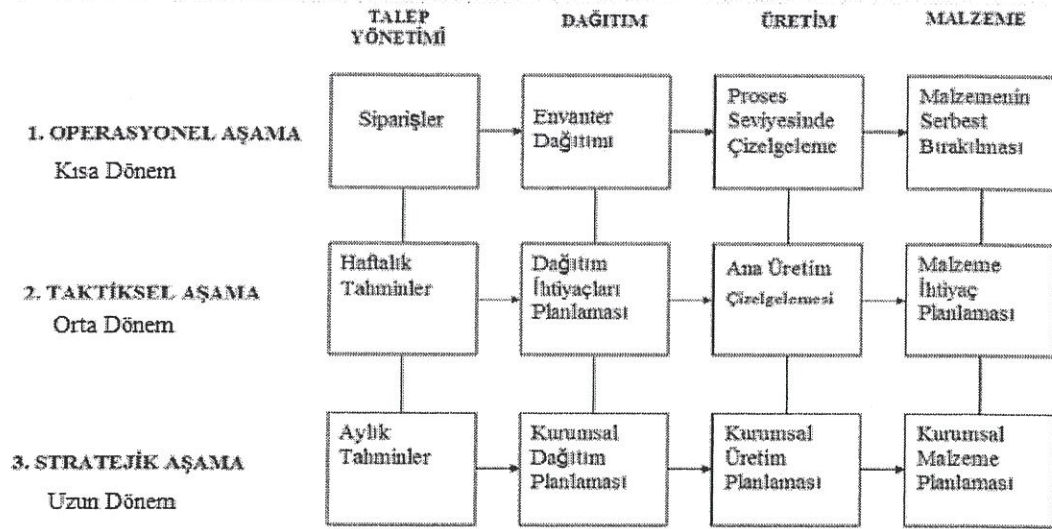 TALEP
YÖNETİMİ
DAĞITIM
ÜRETİM
MALZEME
1. OPERASYONEL AŞAMA
Kısa Dönem
Siparişler
Envanter
Dağıtımı
Proses
Seviyesinde
Çizelgeleme
Malzemenin
Serbest
Bırakılması
2. TAKTİKSEL AŞAMA
Orta Dönem
Haftalık
Tahminler
Dağıtım
İhtiyaçları
Planlaması
Ana Üretim
Çizelgelemesi
Malzeme
İhtiyaç
Planlaması
3. STRATEJİK AŞAMA
Uzun Dönem
Aylık
Tahminler
Kurumsal
Dağıtım
Planlaması
Kurumsal
Üretim
Planlaması
Kurumsal
Malzeme
Planlaması